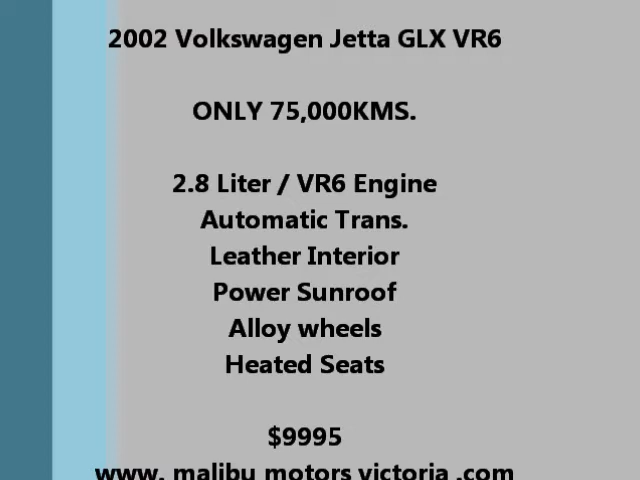 2002 Volkswagen Jetta GLX VR6
ONLY 75,000KMS.
2.8 Liter / VR6 Engine
Automatic Trans.
Leather Interior
Power Sunroof
Alloy wheels
Heated Seats
$9995
www. malibu motors victoria .com